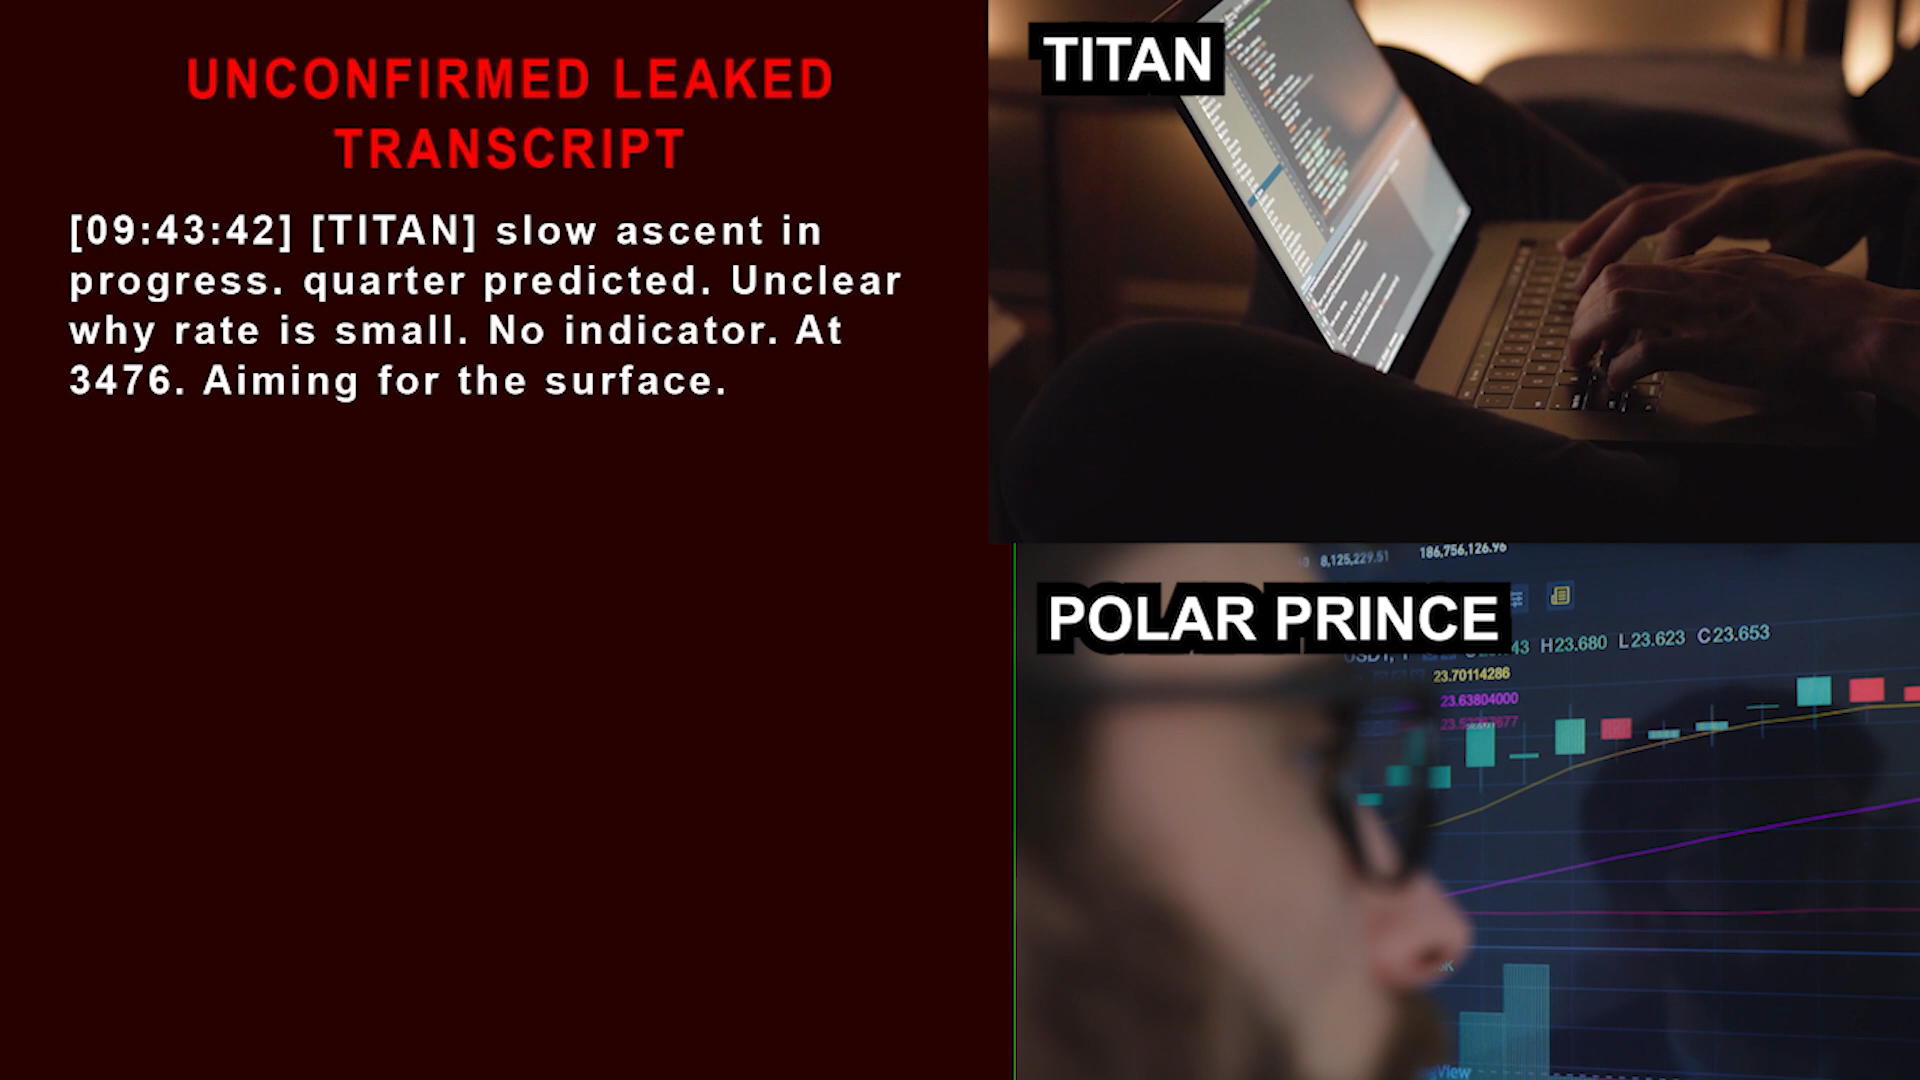 UNCONFIRMED LEAKED
TRANSCRIPT
[09:43:42] [TITAN] slow ascent in
progress. quarter predicted. Unclear
why rate is small. No indicator. At
3476. Aiming for the surface.
TITAN
8,125,229.51 186,756,126.96
POLAR PRINCE
H23.680 L23.623 C23.653
23.70114286
23.63804000